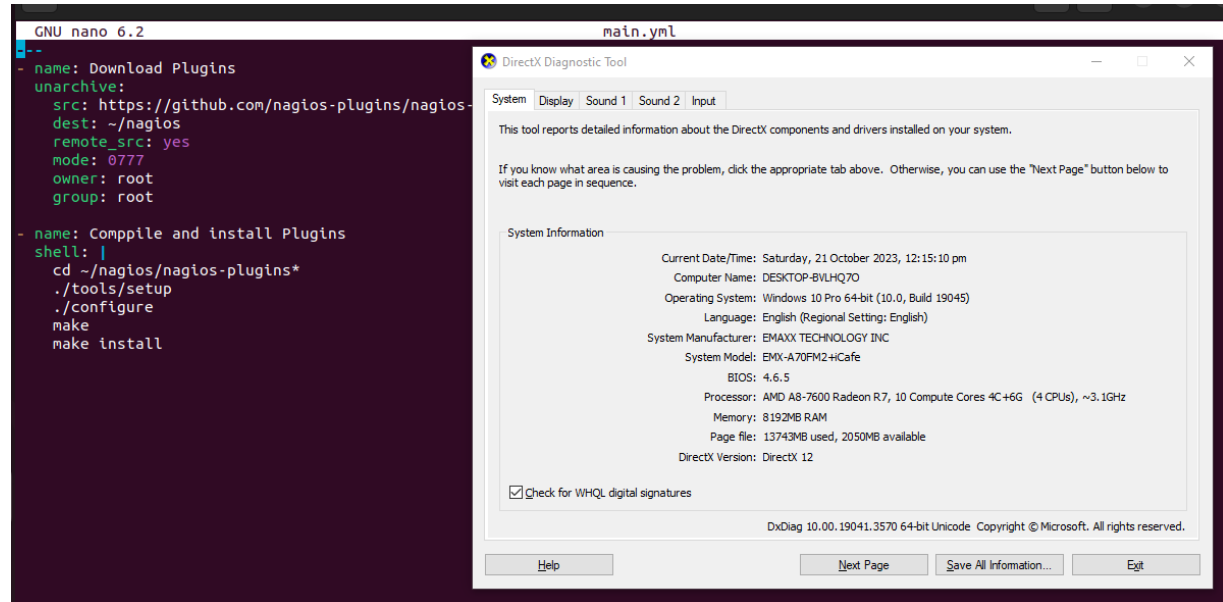 GNU nano 6.2 main.yml
---
- name: Download Plugins
unarchive:
src: https://github.com/nagios-plugins/nagios-
dest: ~/nagios
remote_src: yes
mode: 0777
owner: root
group: root
- name: Comppile and install Plugins
shell: |
cd ~/nagios/nagios-plugins*
./tools/setup
./configure
make
make install
DirectX Diagnostic Tool
System Display Sound 1 Sound 2 Input
This tool reports detailed information about the DirectX components and drivers installed on your system.
If you know what area is causing the problem, click the appropriate tab above. Otherwise, you can use the "Next Page" button below to
visit each page in sequence.
System Information
Current Date/Time: Saturday, 21 October 2023, 12:15:10 pm
Computer Name: DESKTOP-BVLHQ7O
Operating System: Windows 10 Pro 64-bit (10.0, Build 19045)
Language: English (Regional Setting: English)
System Manufacturer: EMAXX TECHNOLOGY INC
System Model: EMX-A70FM2+iCafe
BIOS: 4.6.5
Processor: AMD A8-7600 Radeon R7, 10 Compute Cores 4C+6G (4 CPUs), ~3.1GHz
Memory: 8192MB RAM
Page file: 13743MB used, 2050MB available
DirectX Version: DirectX 12
Check for WHQL digital signatures
DxDiag 10.00.19041.3570 64-bit Unicode Copyright © Microsoft. All rights reserved.
Help Next Page Save All Information... Exit